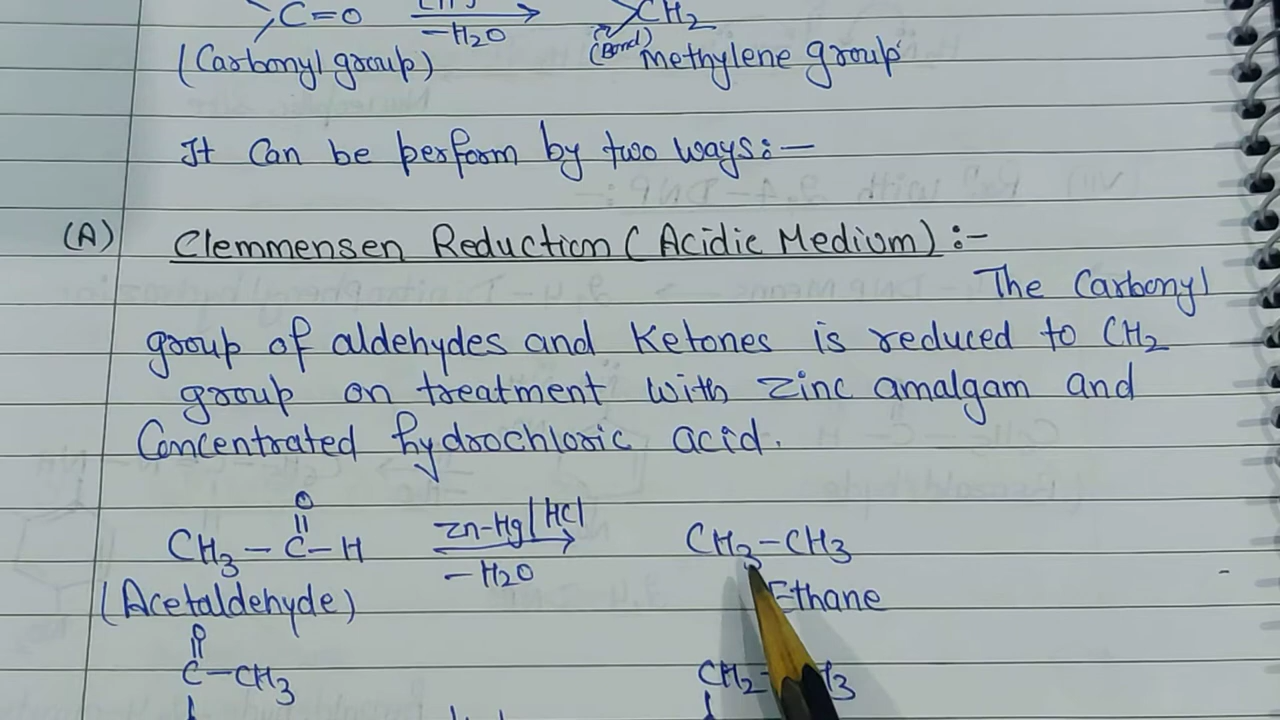 >C=O → >CH2
-H2O
(Carbonyl group) (Bond) methylene group
It Can be perform by two ways:-
(A) Clemmensen Reduction (Acidic Medium) :-
The Carbonyl
group of aldehydes and Ketones is reduced to CH2
group on treatment with Zinc amalgam and
Concentrated hydrochloric acid.
O
CH3-C-H Zn-Hg|HCl → CH3-CH3
-H2O
(Acetaldehyde) Ethane
O
C-CH3 CH2-